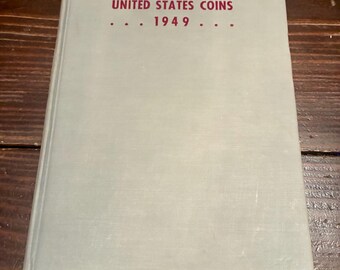 UNITED STATES COINS
. . . 1949 . . .